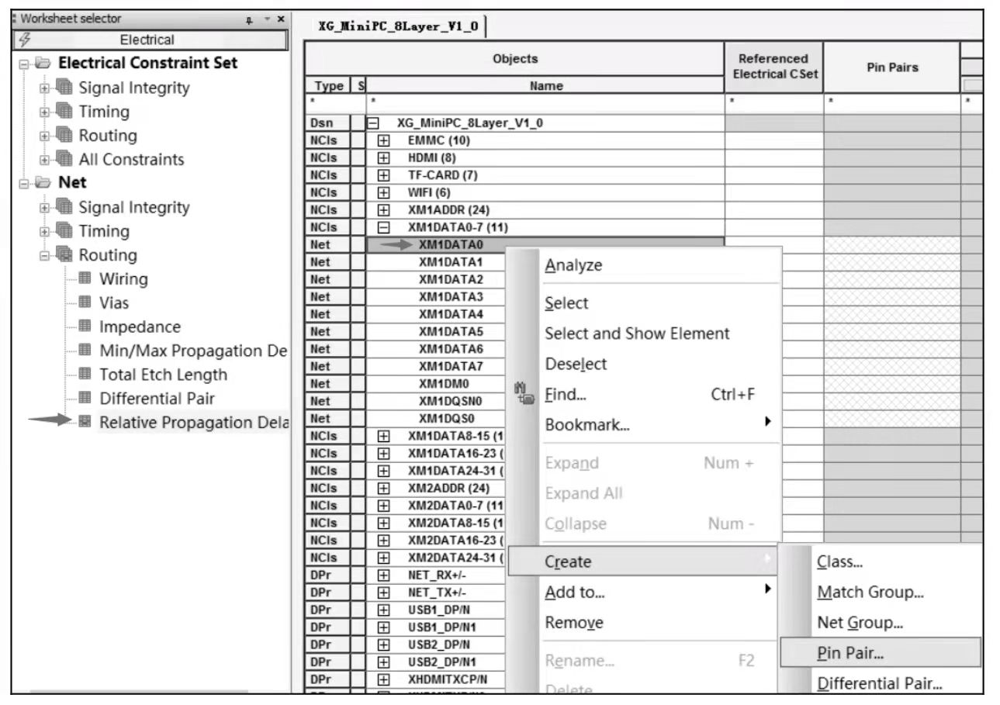 Worksheet selector
Electrical
Electrical Constraint Set
Signal Integrity
Timing
Routing
All Constraints
Net
Signal Integrity
Timing
Routing
Wiring
Vias
Impedance
Min/Max Propagation De
Total Etch Length
Differential Pair
Relative Propagation Dela
XG_MiniPC_8Layer_V1_0
Objects
Referenced
Electrical CSet
Pin Pairs
Type S Name
* * * * *
Dsn XG_MiniPC_8Layer_V1_0
NCls EMMC (10)
NCls HDMI (8)
NCls TF-CARD (7)
NCls WIFI (6)
NCls XM1ADDR (24)
NCls XM1DATA0-7 (11)
Net XM1DATA0
Net XM1DATA1
Net XM1DATA2
Net XM1DATA3
Net XM1DATA4
Net XM1DATA5
Net XM1DATA6
Net XM1DATA7
Net XM1DM0
Net XM1DQSN0
Net XM1DQS0
NCls XM1DATA8-15 (1
NCls XM1DATA16-23 (
NCls XM1DATA24-31 (
NCls XM2ADDR (24)
NCls XM2DATA0-7 (11
NCls XM2DATA8-15 (1
NCls XM2DATA16-23 (
NCls XM2DATA24-31 (
DPr NET_RX+/-
DPr NET_TX+/-
DPr USB1_DP/N
DPr USB1_DP/N1
DPr USB2_DP/N
DPr USB2_DP/N1
DPr XHDMITXCP/N
Analyze
Select
Select and Show Element
Deselect
Find... Ctrl+F
Bookmark...
Expand Num +
Expand All
Collapse Num -
Create
Add to...
Remove
Rename... F2
Delete
Class...
Match Group...
Net Group...
Pin Pair...
Differential Pair...